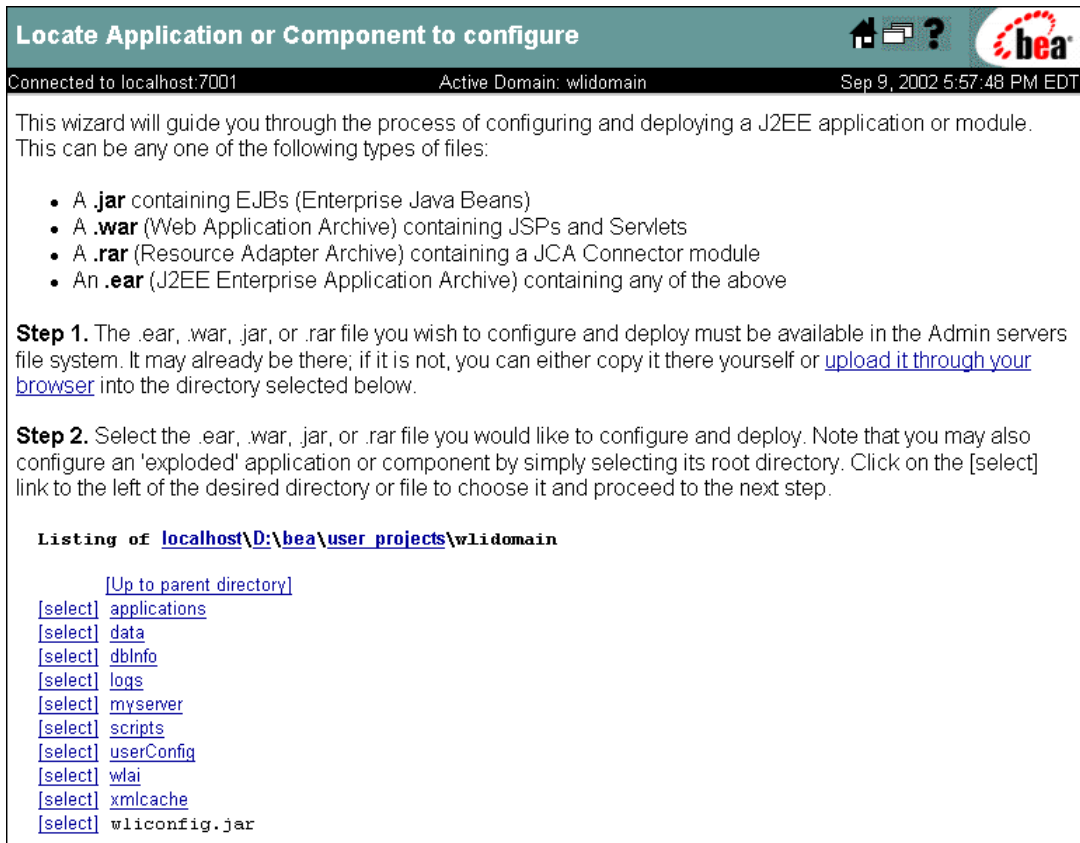 Locate Application or Component to configure
? bea
Connected to localhost:7001 Active Domain: wlidomain Sep 9, 2002 5:57:48 PM EDT
This wizard will guide you through the process of configuring and deploying a J2EE application or module.
This can be any one of the following types of files:
• A .jar containing EJBs (Enterprise Java Beans)
• A .war (Web Application Archive) containing JSPs and Servlets
• A .rar (Resource Adapter Archive) containing a JCA Connector module
• An .ear (J2EE Enterprise Application Archive) containing any of the above
Step 1. The .ear, .war, .jar, or .rar file you wish to configure and deploy must be available in the Admin servers
file system. It may already be there; if it is not, you can either copy it there yourself or upload it through your
browser into the directory selected below.
Step 2. Select the .ear, .war, .jar, or .rar file you would like to configure and deploy. Note that you may also
configure an 'exploded' application or component by simply selecting its root directory. Click on the [select]
link to the left of the desired directory or file to choose it and proceed to the next step.
Listing of localhost\D:\bea\user_projects\wlidomain
[Up to parent directory]
[select] applications
[select] data
[select] dbInfo
[select] logs
[select] myserver
[select] scripts
[select] userConfig
[select] wlai
[select] xmlcache
[select] wliconfig.jar